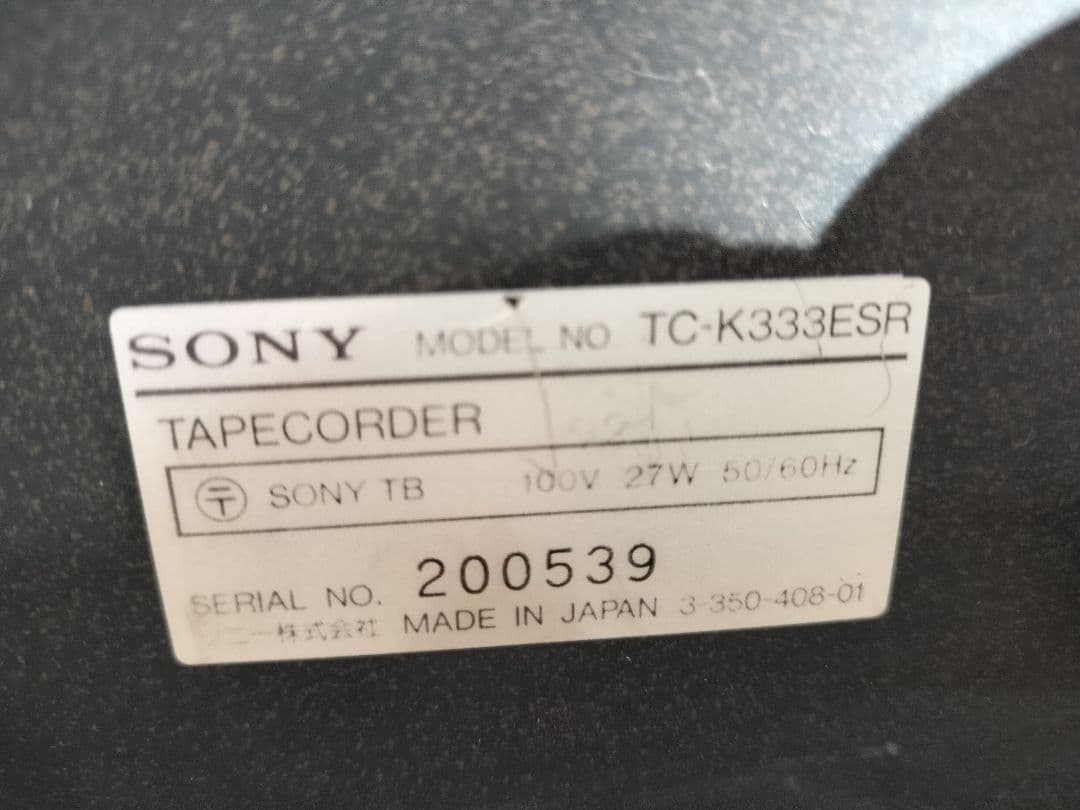 SONY MODEL NO TC-K333ESR
TAPECORDER
〒 SONY TB 100V 27W 50/60Hz
SERIAL NO. 200539
ソニー株式会社 MADE IN JAPAN 3-350-408-01